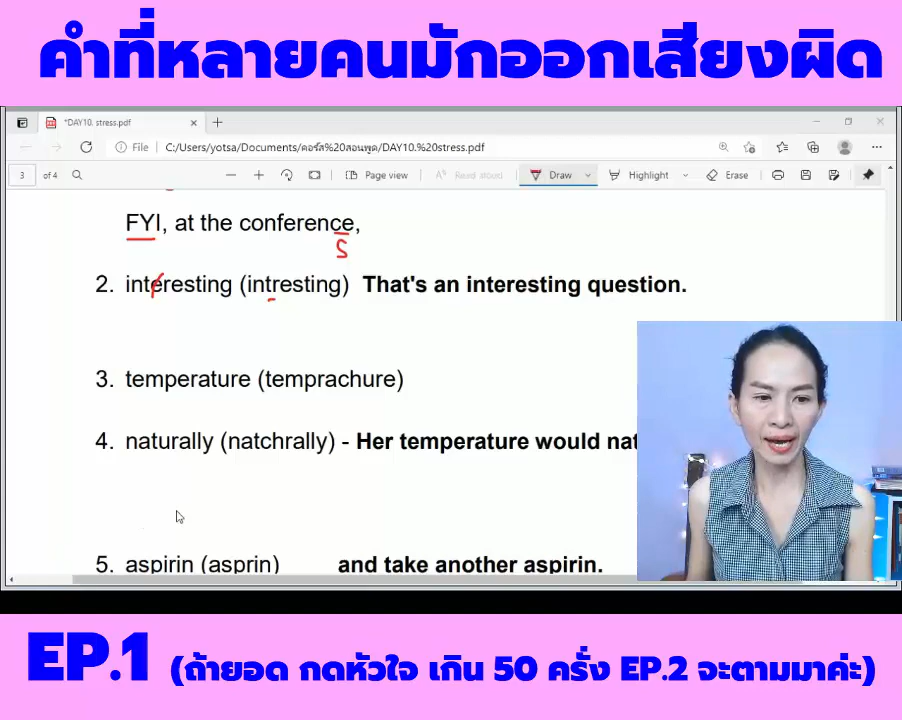 คำที่หลายคนมักออกเสียงผิด
*DAY10. stress.pdf
File C:/Users/yotsa/Documents/คอร์ส%20สอนพูด/DAY10.%20stress.pdf
3 of 4 Page view Read aloud Draw Highlight Erase
FYI, at the conference,
S
2. interesting (intresting) That's an interesting question.
3. temperature (temprachure)
4. naturally (natchrally) - Her temperature would nat
5. aspirin (asprin) and take another aspirin.
EP.1 (ถ้ายอด กดหัวใจ เกิน 50 ครั้ง EP.2 จะตามมาค่ะ)